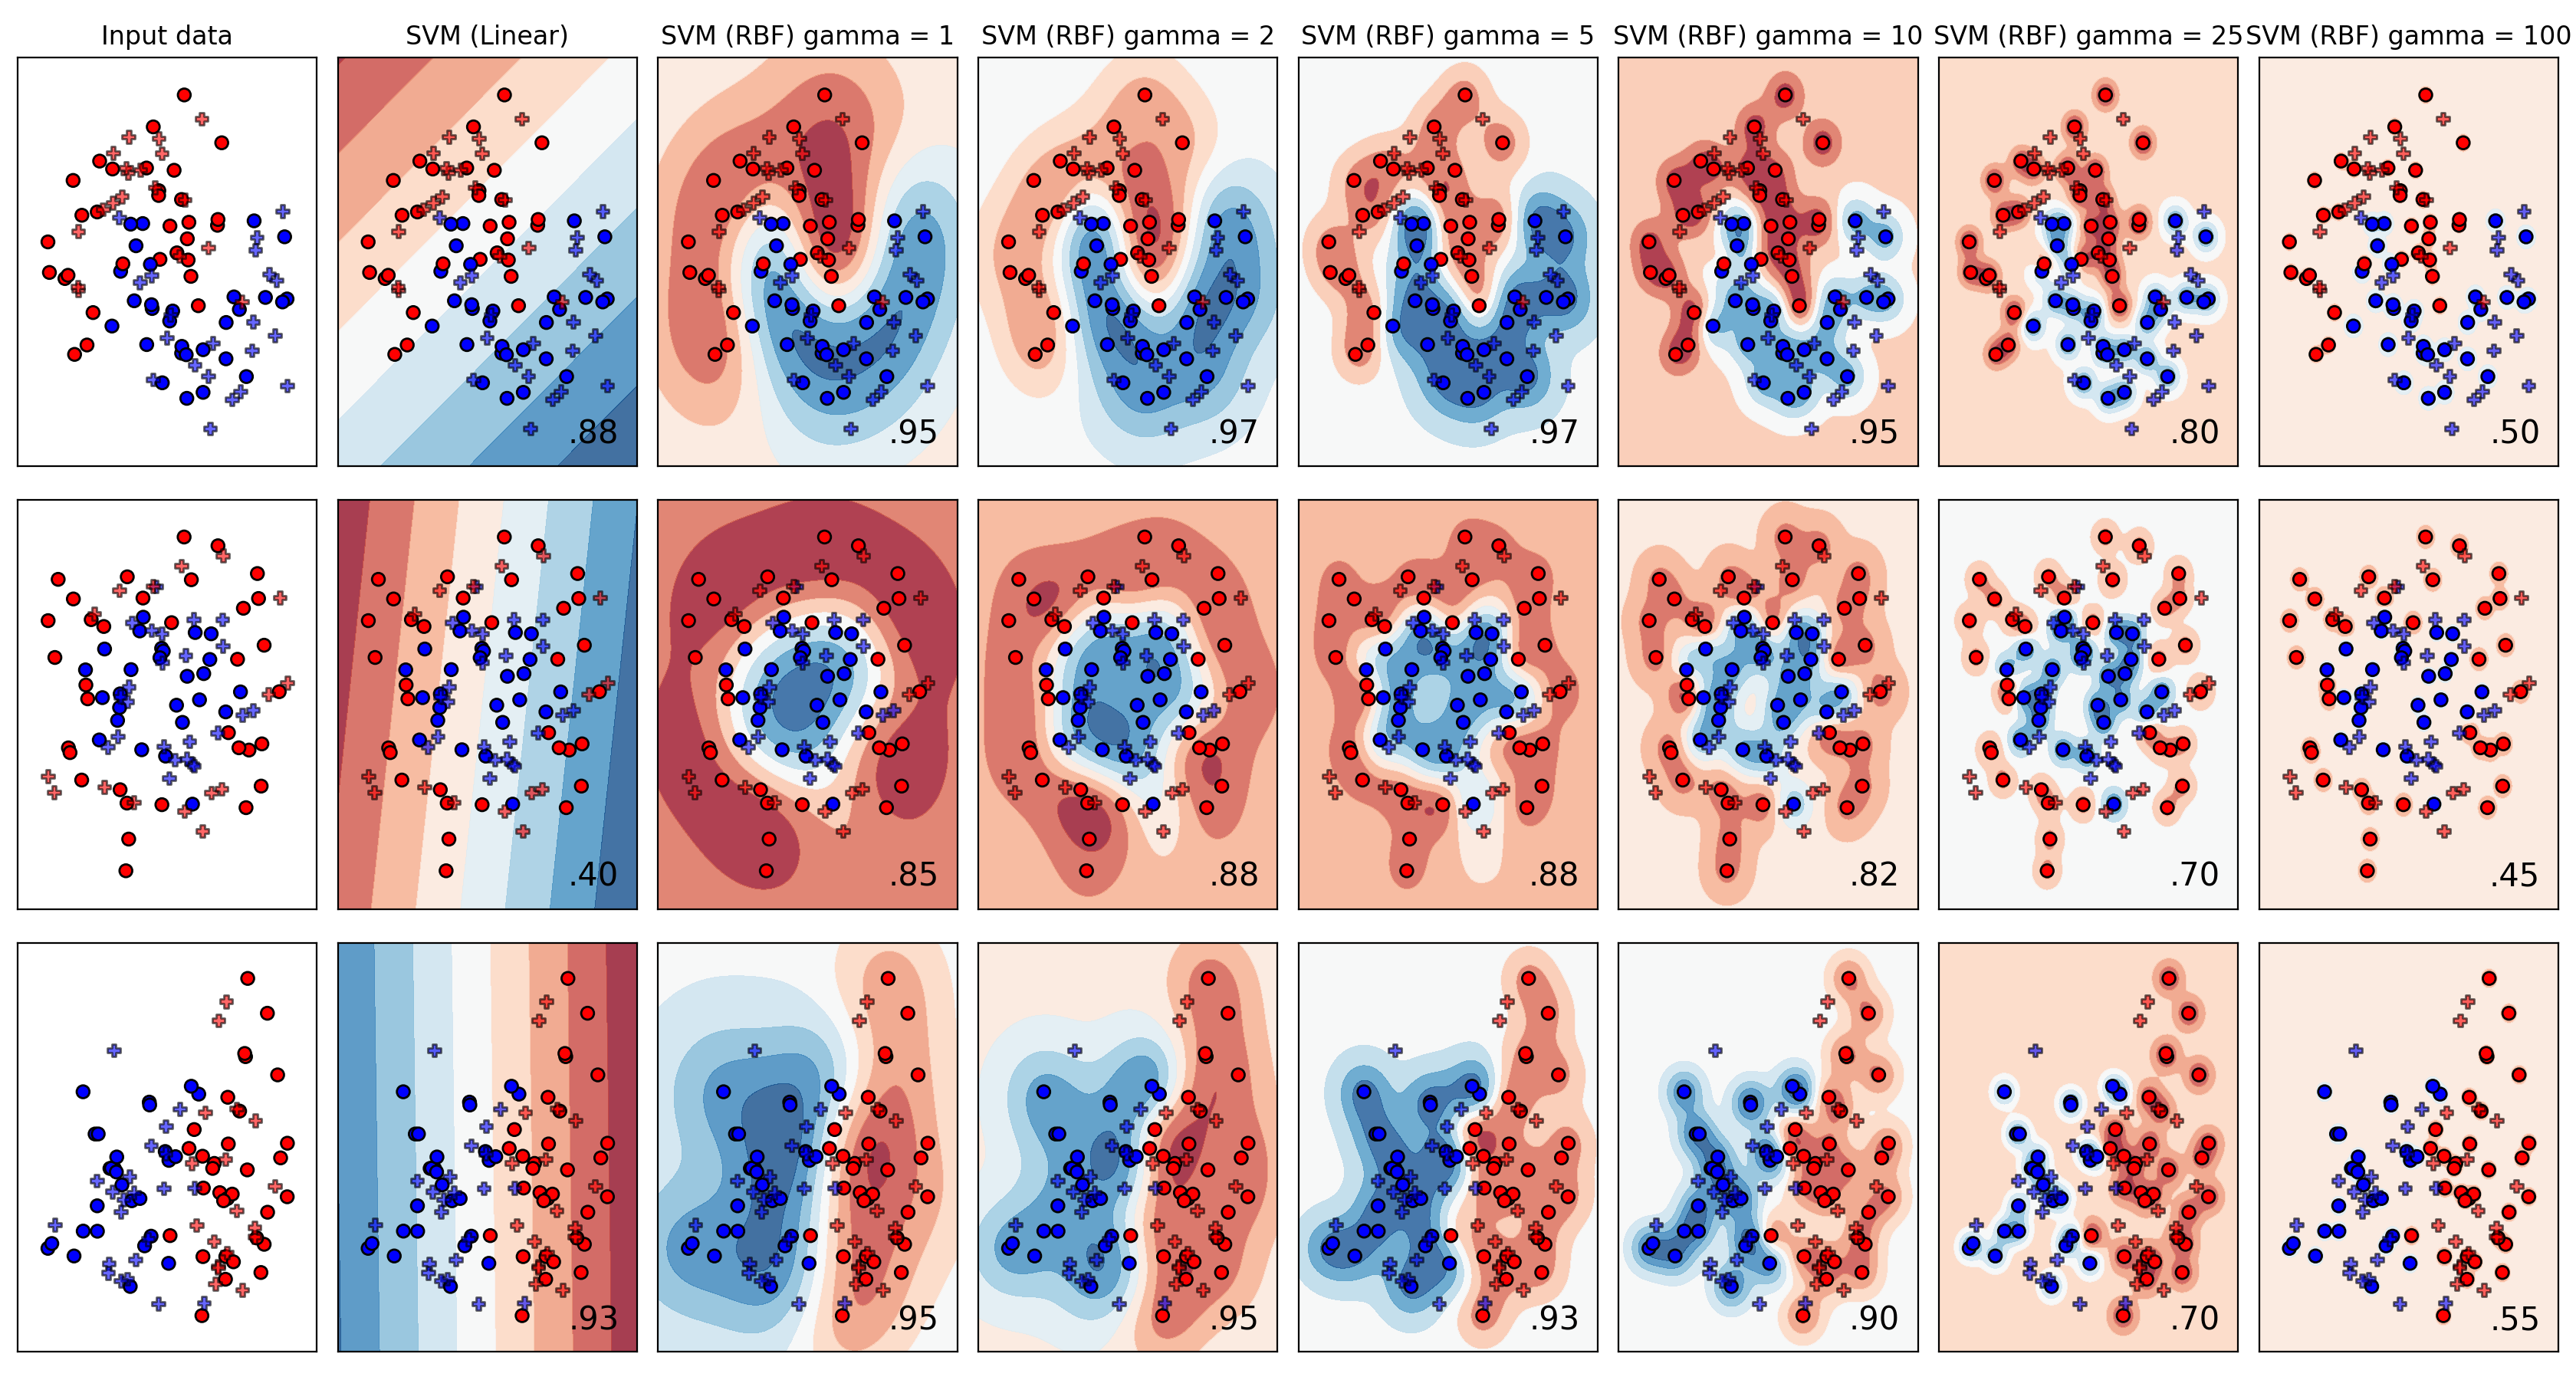 Input data
SVM (Linear)
SVM (RBF) gamma = 1
SVM (RBF) gamma = 2
SVM (RBF) gamma = 5
SVM (RBF) gamma = 10
SVM (RBF) gamma = 25
SVM (RBF) gamma = 100
.88
.95
.97
.97
.95
.80
.50
.40
.85
.88
.88
.82
.70
.45
.93
.95
.95
.93
.90
.70
.55